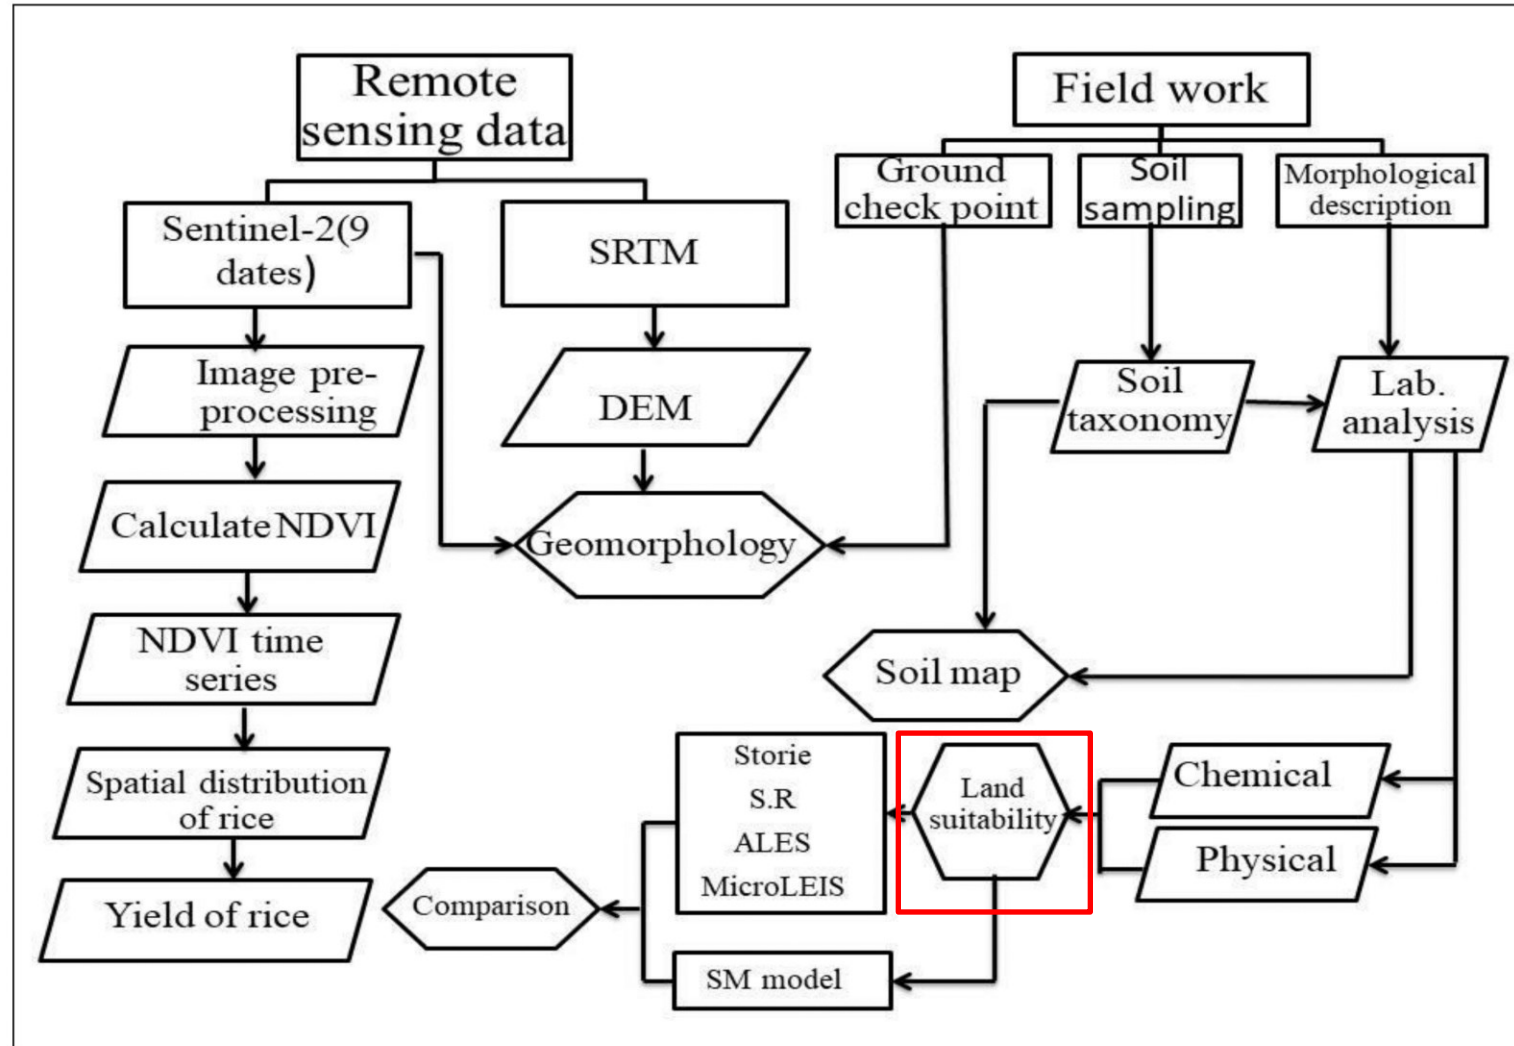 Remote
sensing data
Field work
Sentinel-2(9
dates)
SRTM
Ground
check point
Soil
sampling
Morphological
description
Image pre-
processing
DEM
Soil
taxonomy
Lab.
analysis
Calculate NDVI
Geomorphology
NDVI time
series
Soil map
Spatial distribution
of rice
Storie
S.R
ALES
MicroLEIS
Land
suitability
Chemical
Physical
Yield of rice
Comparison
SM model